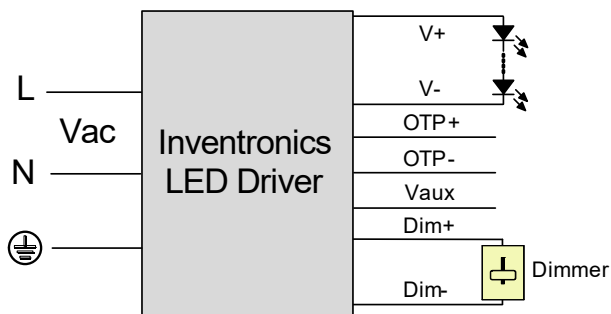 L
Vac
N
Inventronics
LED Driver
V+
V-
OTP+
OTP-
Vaux
Dim+
Dim-
Dimmer